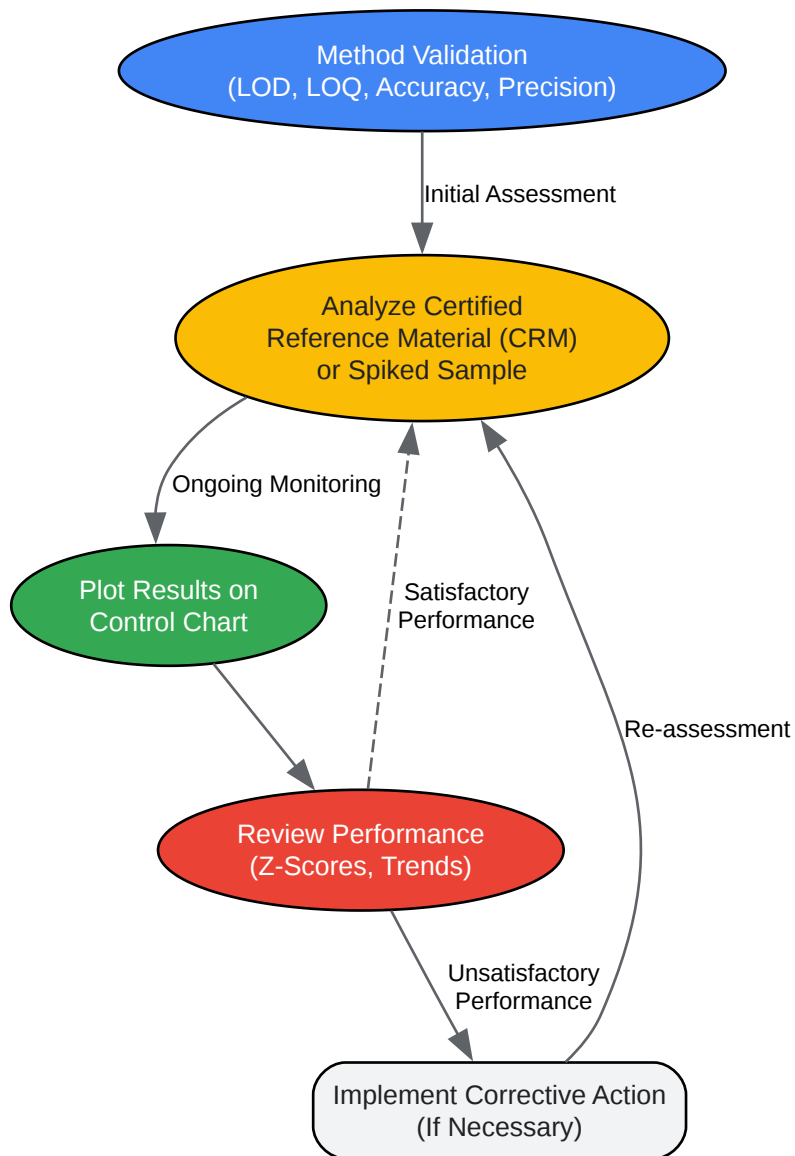 Method Validation
(LOD, LOQ, Accuracy, Precision)
Initial Assessment
Analyze Certified
Reference Material (CRM)
or Spiked Sample
Ongoing Monitoring
Plot Results on
Control Chart
Satisfactory
Performance
Re-assessment
Review Performance
(Z-Scores, Trends)
Unsatisfactory
Performance
Implement Corrective Action
(If Necessary)